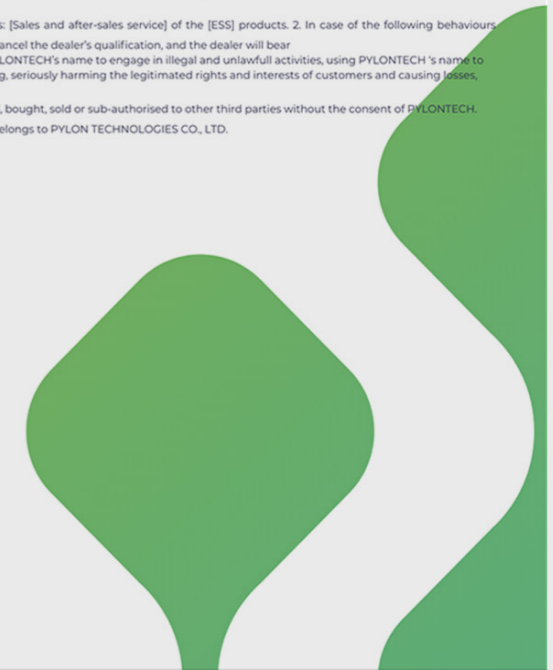 s: [Sales and after-sales service] of the [ESS] products. 2. In case of the following behaviours
ancel the dealer's qualification, and the dealer will bear
LONTECH's name to engage in illegal and unlawfull activities, using PYLONTECH 's name to
g, seriously harming the legitimated rights and interests of customers and causing losses,
, bought, sold or sub-authorised to other third parties without the consent of PYLONTECH.
elongs to PYLON TECHNOLOGIES CO., LTD.